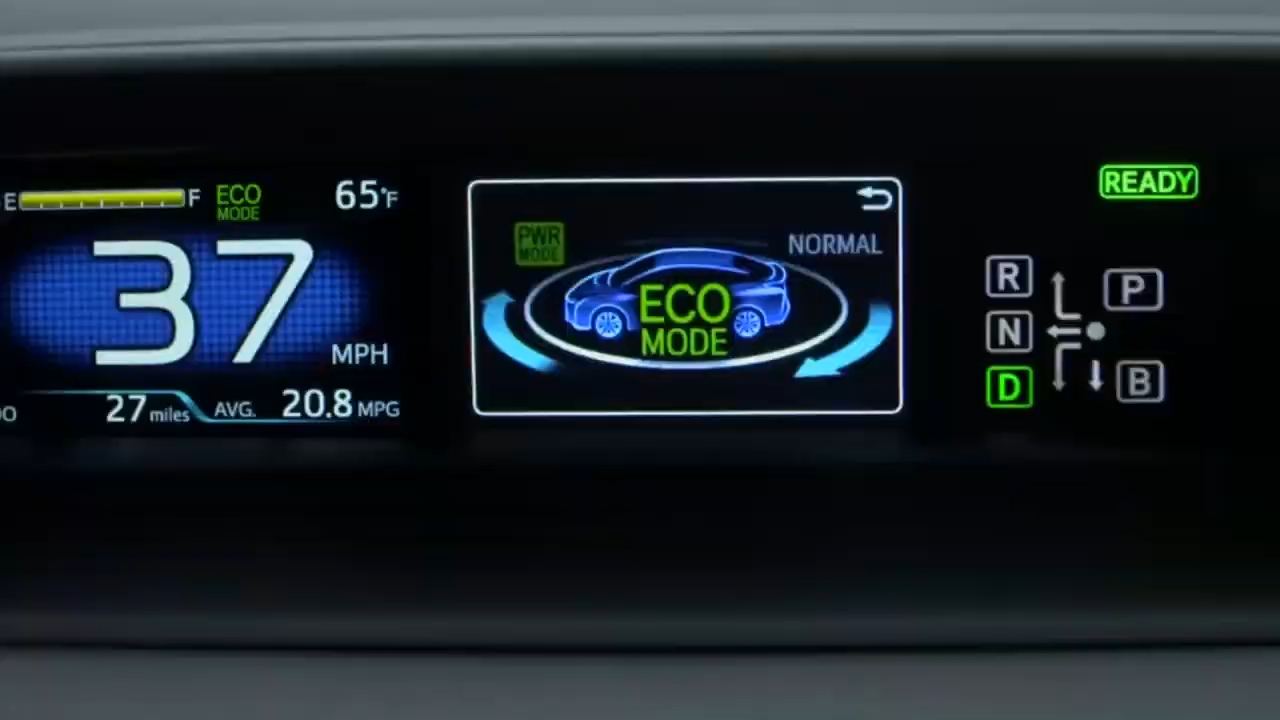 E F ECO MODE 65°F
37 MPH
27 miles AVG. 20.8 MPG
PWR MODE
NORMAL
ECO
MODE
READY
R P
N
D B